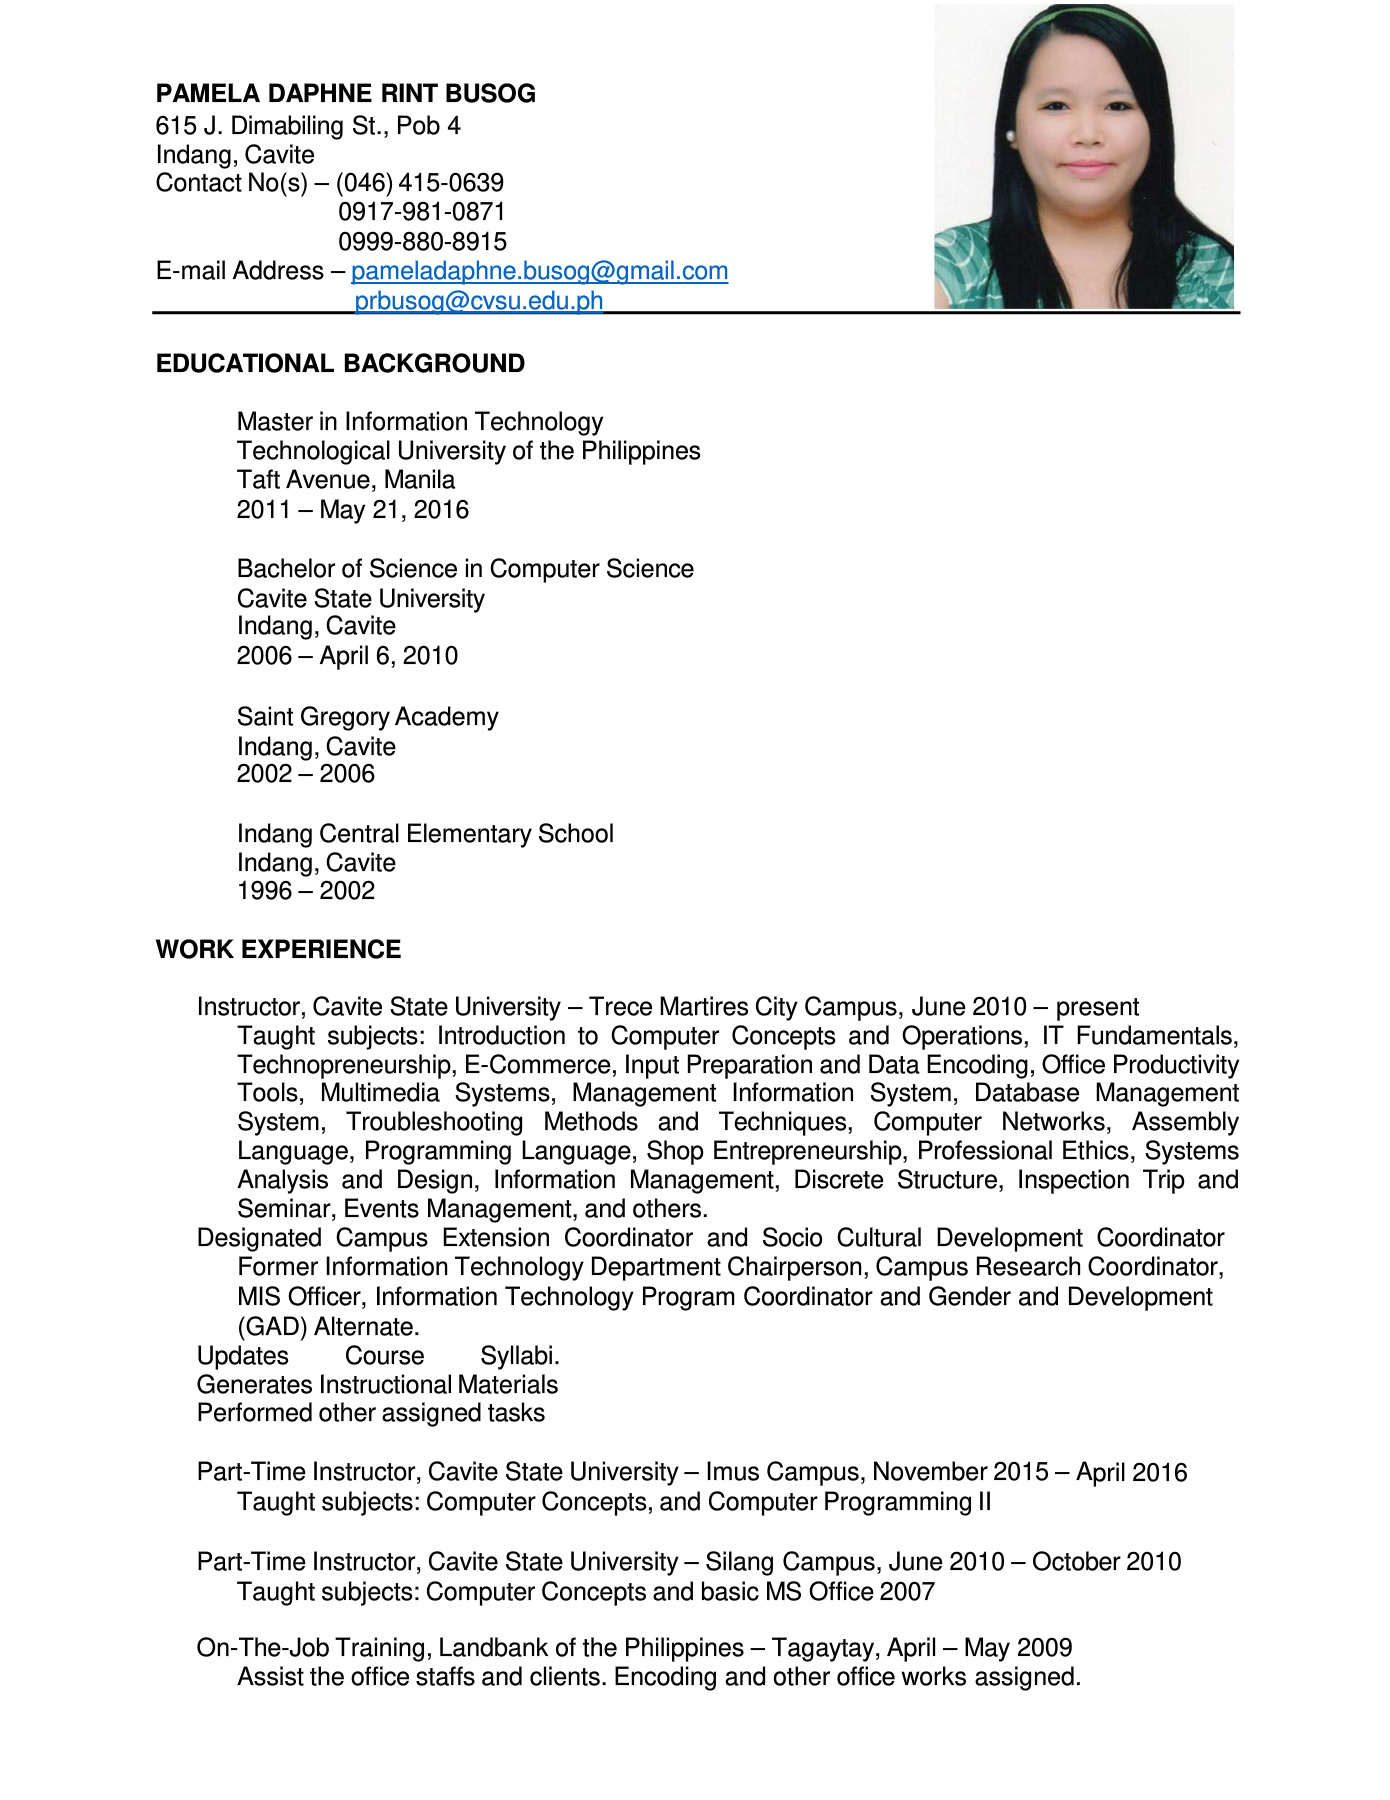 PAMELA DAPHNE RINT BUSOG
615 J. Dimabiling St., Pob 4
Indang, Cavite
Contact No(s) – (046) 415-0639
0917-981-0871
0999-880-8915
E-mail Address – pameladaphne.busog@gmail.com
prbusog@cvsu.edu.ph
EDUCATIONAL BACKGROUND
Master in Information Technology
Technological University of the Philippines
Taft Avenue, Manila
2011 – May 21, 2016
Bachelor of Science in Computer Science
Cavite State University
Indang, Cavite
2006 – April 6, 2010
Saint Gregory Academy
Indang, Cavite
2002 – 2006
Indang Central Elementary School
Indang, Cavite
1996 – 2002
WORK EXPERIENCE
Instructor, Cavite State University – Trece Martires City Campus, June 2010 – present
Taught subjects: Introduction to Computer Concepts and Operations, IT Fundamentals,
Technopreneurship, E-Commerce, Input Preparation and Data Encoding, Office Productivity
Tools, Multimedia Systems, Management Information System, Database Management
System, Troubleshooting Methods and Techniques, Computer Networks, Assembly
Language, Programming Language, Shop Entrepreneurship, Professional Ethics, Systems
Analysis and Design, Information Management, Discrete Structure, Inspection Trip and
Seminar, Events Management, and others.
Designated Campus Extension Coordinator and Socio Cultural Development Coordinator
Former Information Technology Department Chairperson, Campus Research Coordinator,
MIS Officer, Information Technology Program Coordinator and Gender and Development
(GAD) Alternate.
Updates Course Syllabi.
Generates Instructional Materials
Performed other assigned tasks
Part-Time Instructor, Cavite State University – Imus Campus, November 2015 – April 2016
Taught subjects: Computer Concepts, and Computer Programming II
Part-Time Instructor, Cavite State University – Silang Campus, June 2010 – October 2010
Taught subjects: Computer Concepts and basic MS Office 2007
On-The-Job Training, Landbank of the Philippines – Tagaytay, April – May 2009
Assist the office staffs and clients. Encoding and other office works assigned.